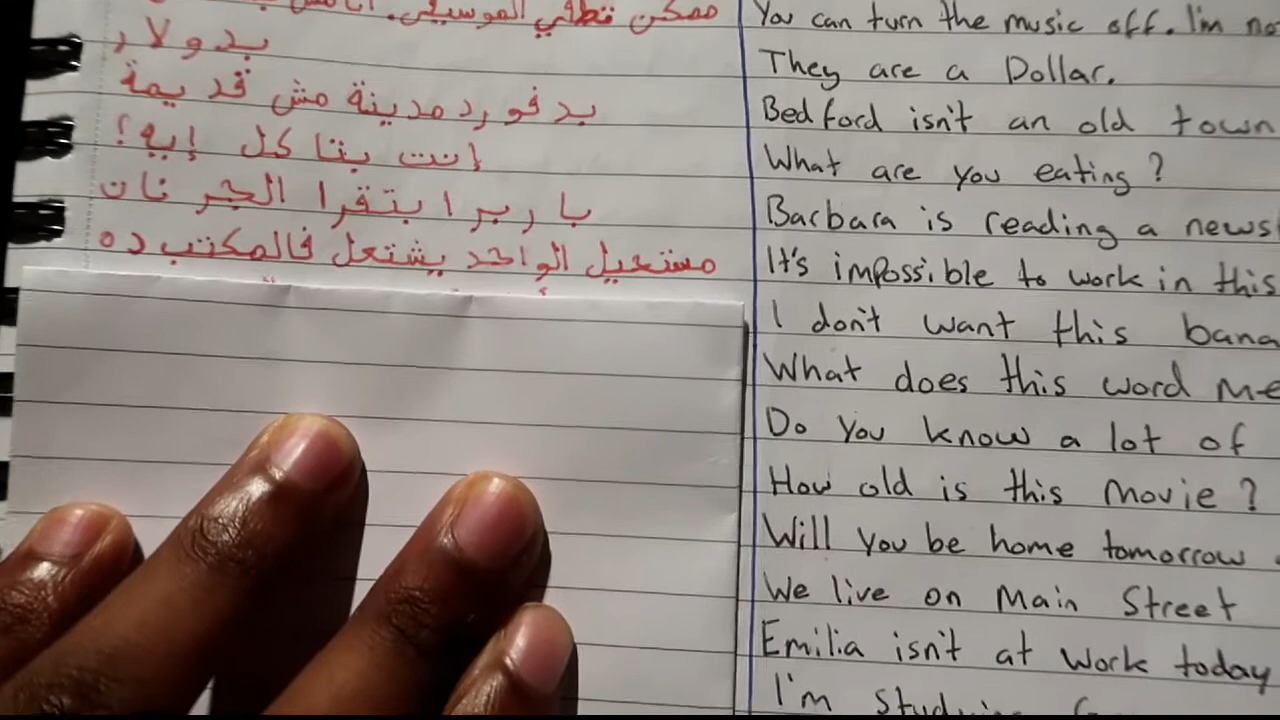 ممكن تطفي الموسيقى. أنا مش
You can turn the music off. I'm
بدولار
They are a Dollar.
بدفورد مدينة مش قديمة
Bedford isn't an old town
إنت بتاكل إيه؟
What are you eating?
باربرا بتقرا الجرنان
Barbara is reading a news
مستحيل الواحد يشتغل فالمكتب ده
It's impossible to work in this
I don't want this bana
What does this word me
Do you know a lot of
How old is this movie?
Will you be home tomorrow
We live on Main Street
Emilia isn't at work today
I'm